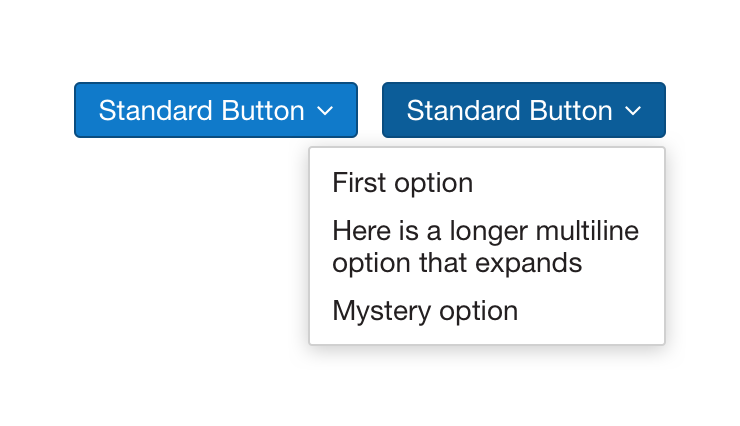 Standard Button
Standard Button
First option
Here is a longer multiline
option that expands
Mystery option